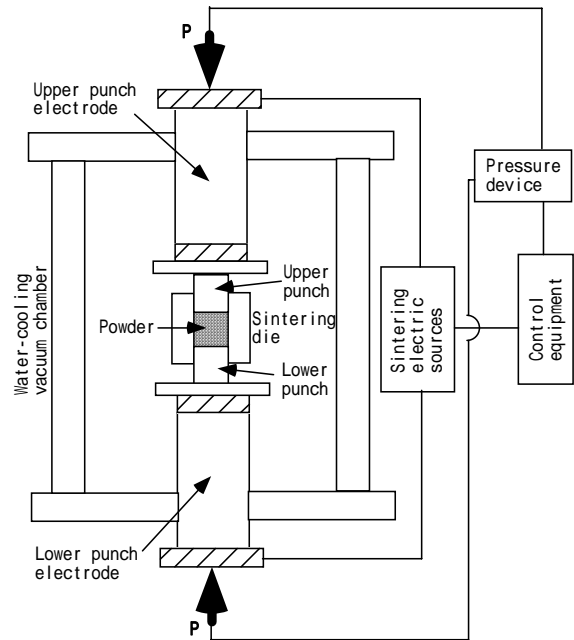 P
Upper punch
electrode
Pressure
device
Water-cooling
vacuum chamber
Upper
punch
Powder
Sintering
die
Sintering
electric
sources
Control
equipment
Lower
punch
Lower punch
electrode
P